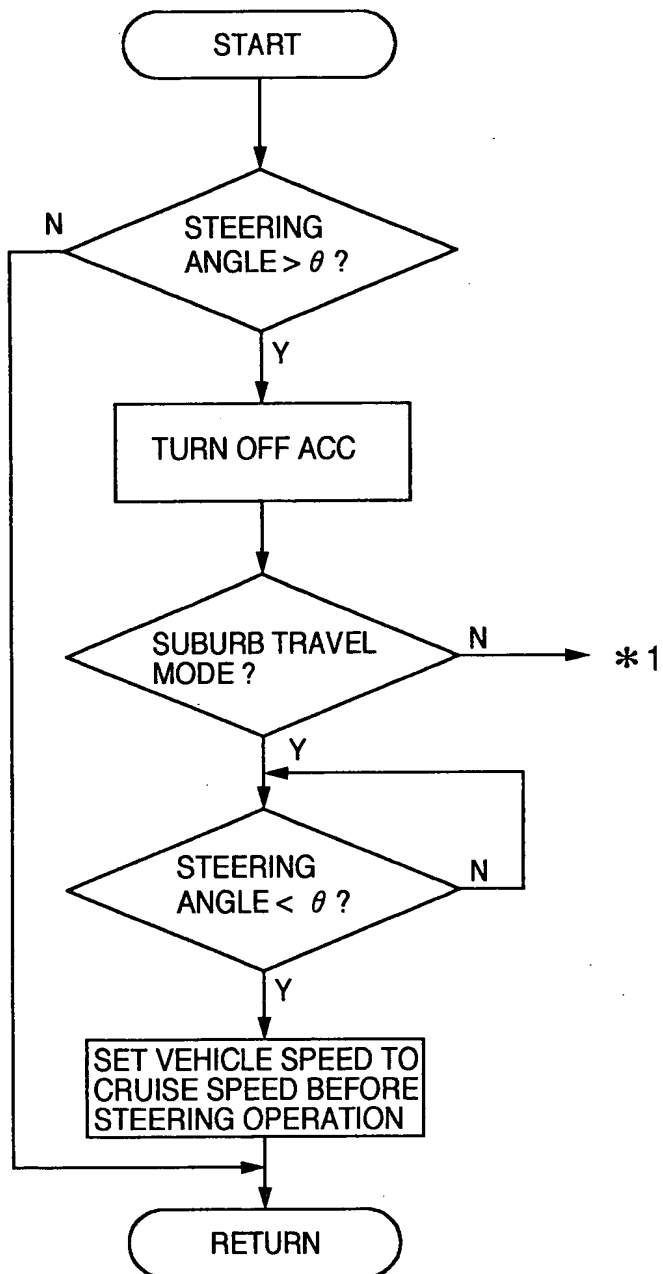 START
N
STEERING
ANGLE > θ ?
Y
TURN OFF ACC
SUBURB TRAVEL
MODE ?
N
*1
Y
STEERING
ANGLE < θ ?
N
Y
SET VEHICLE SPEED TO
CRUISE SPEED BEFORE
STEERING OPERATION
RETURN